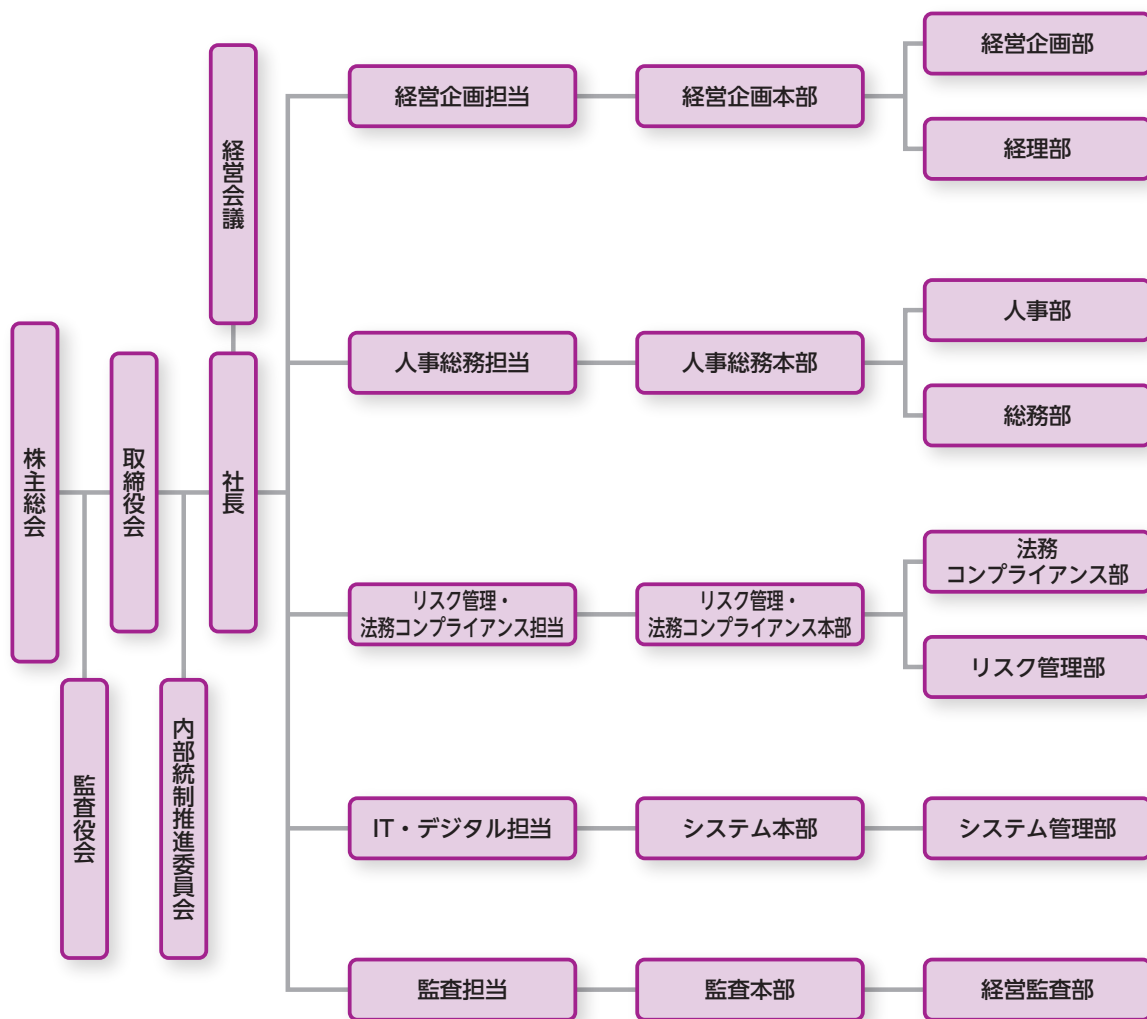 株主総会
監査役会
取締役会
内部統制推進委員会
経営会議
社長
経営企画担当
経営企画本部
経営企画部
経理部
人事総務担当
人事総務本部
人事部
総務部
リスク管理・
法務コンプライアンス担当
リスク管理・
法務コンプライアンス本部
法務
コンプライアンス部
リスク管理部
IT・デジタル担当
システム本部
システム管理部
監査担当
監査本部
経営監査部